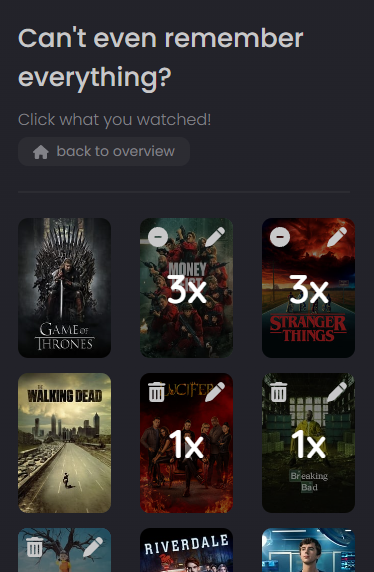 Can't even remember
everything?
Click what you watched!
back to overview
GAME OF
THRONES
MONEY
3x
3x
STRANGER
THINGS
THE
WALKING DEAD
LUCIFER
1x
1x
Breaking
Bad
RIVERDALE